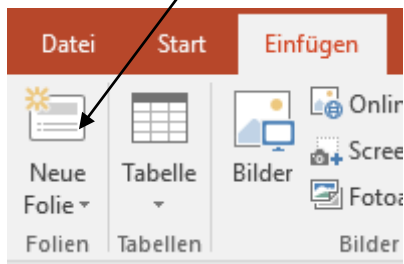 Datei Start Einfügen
Neue Folie
Tabelle
Bilder
Onlin
Scree
Fotoa
Folien Tabellen Bilder